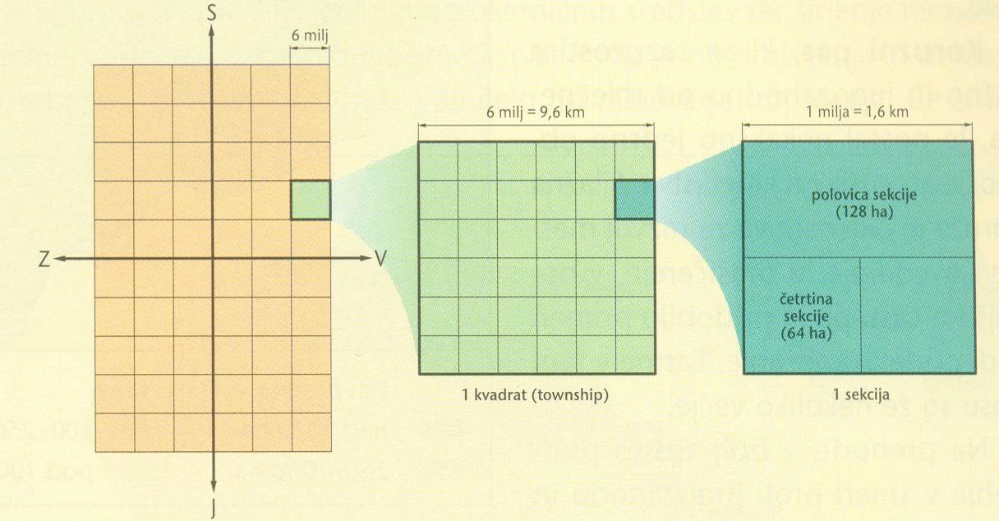 S
6 milj
Z
V
J
6 milj = 9,6 km
1 kvadrat (township)
1 milja = 1,6 km
polovica sekcije
(128 ha)
četrtina
sekcije
(64 ha)
1 sekcija